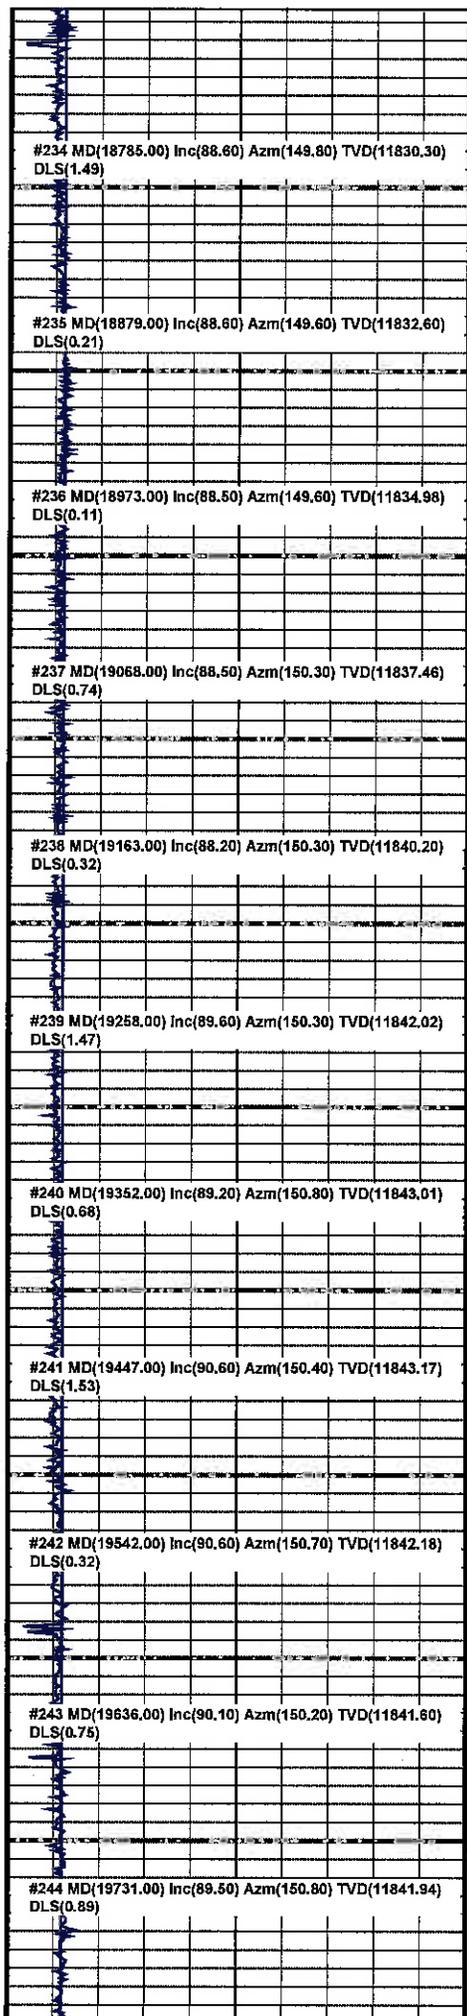 #234 MD(18785.00) Inc(88.60) Azm(149.80) TVD(11830.30)
DLS(1.49)
#235 MD(18879.00) Inc(88.60) Azm(149.60) TVD(11832.60)
DLS(0.21)
#236 MD(18973.00) Inc(88.50) Azm(149.60) TVD(11834.98)
DLS(0.11)
#237 MD(19068.00) Inc(88.50) Azm(150.30) TVD(11837.46)
DLS(0.74)
#238 MD(19163.00) Inc(88.20) Azm(150.30) TVD(11840.20)
DLS(0.32)
#239 MD(19258.00) Inc(89.60) Azm(150.30) TVD(11842.02)
DLS(1.47)
#240 MD(19352.00) Inc(89.20) Azm(150.80) TVD(11843.01)
DLS(0.68)
#241 MD(19447.00) Inc(90.60) Azm(150.40) TVD(11843.17)
DLS(1.53)
#242 MD(19542.00) Inc(90.60) Azm(150.70) TVD(11842.18)
DLS(0.32)
#243 MD(19636.00) Inc(90.10) Azm(150.20) TVD(11841.60)
DLS(0.75)
#244 MD(19731.00) Inc(89.50) Azm(150.80) TVD(11841.94)
DLS(0.89)